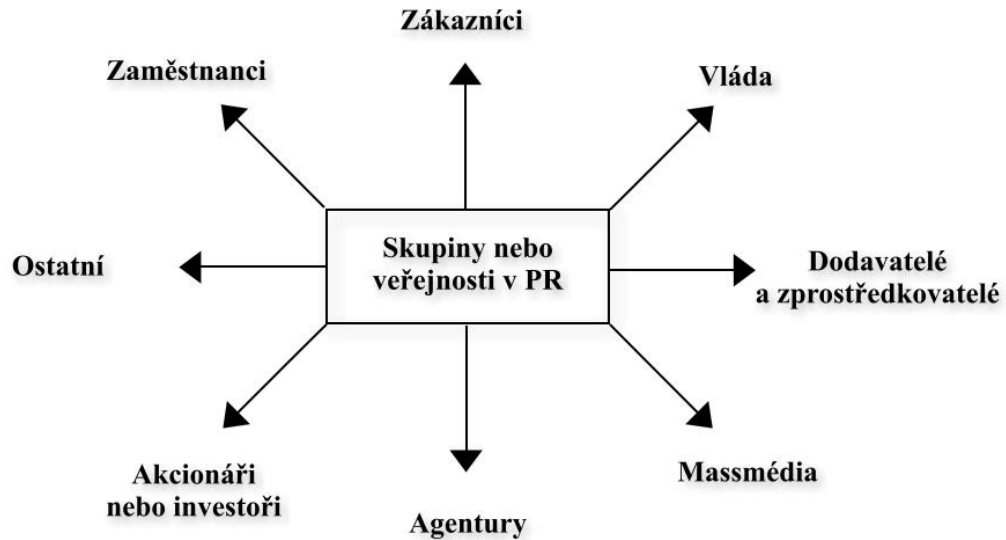 Zákazníci
Zaměstnanci
Vláda
Skupiny nebo
veřejnosti v PR
Ostatní
Dodavatelé
a zprostředkovatelé
Akcionáři
nebo investoři
Massmédia
Agentury